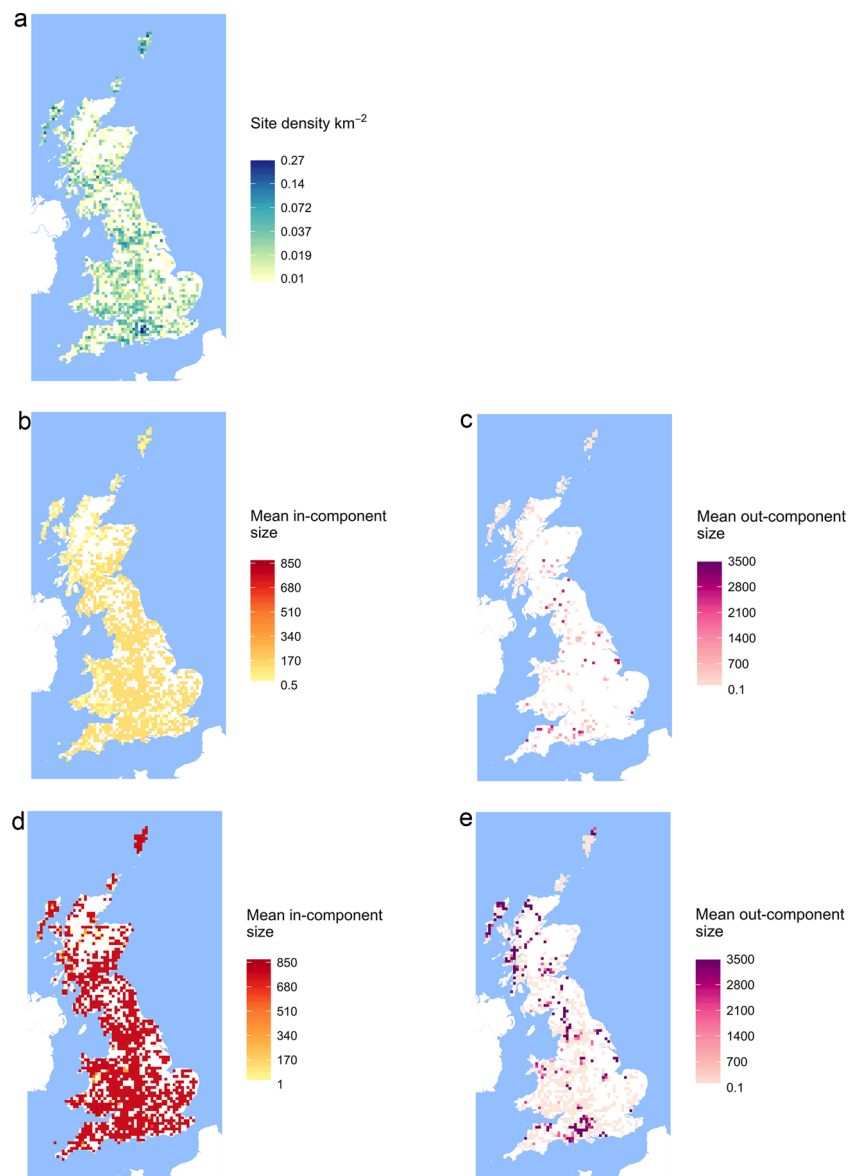 a
Site density km⁻²
0.27
0.14
0.072
0.037
0.019
0.01
b
Mean in-component
size
850
680
510
340
170
0.5
c
Mean out-component
size
3500
2800
2100
1400
700
0.1
d
Mean in-component
size
850
680
510
340
170
1
e
Mean out-component
size
3500
2800
2100
1400
700
0.1